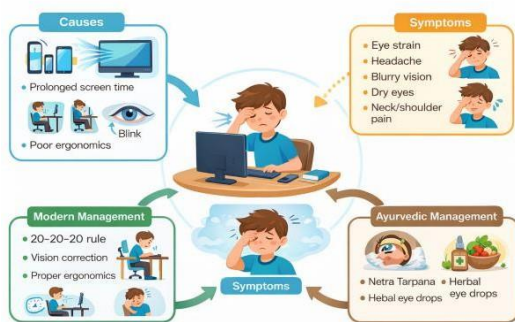 Causes
Prolonged screen time
Blink
Poor ergonomics
Symptoms
Eye strain
Headache
Blurry vision
Dry eyes
Neck/shoulder
pain
Modern Management
20-20-20 rule
Vision correction
Proper ergonomics
Symptoms
Ayurvedic Management
Netra Tarpana
Hebal eye drops
Herbal
eye drops